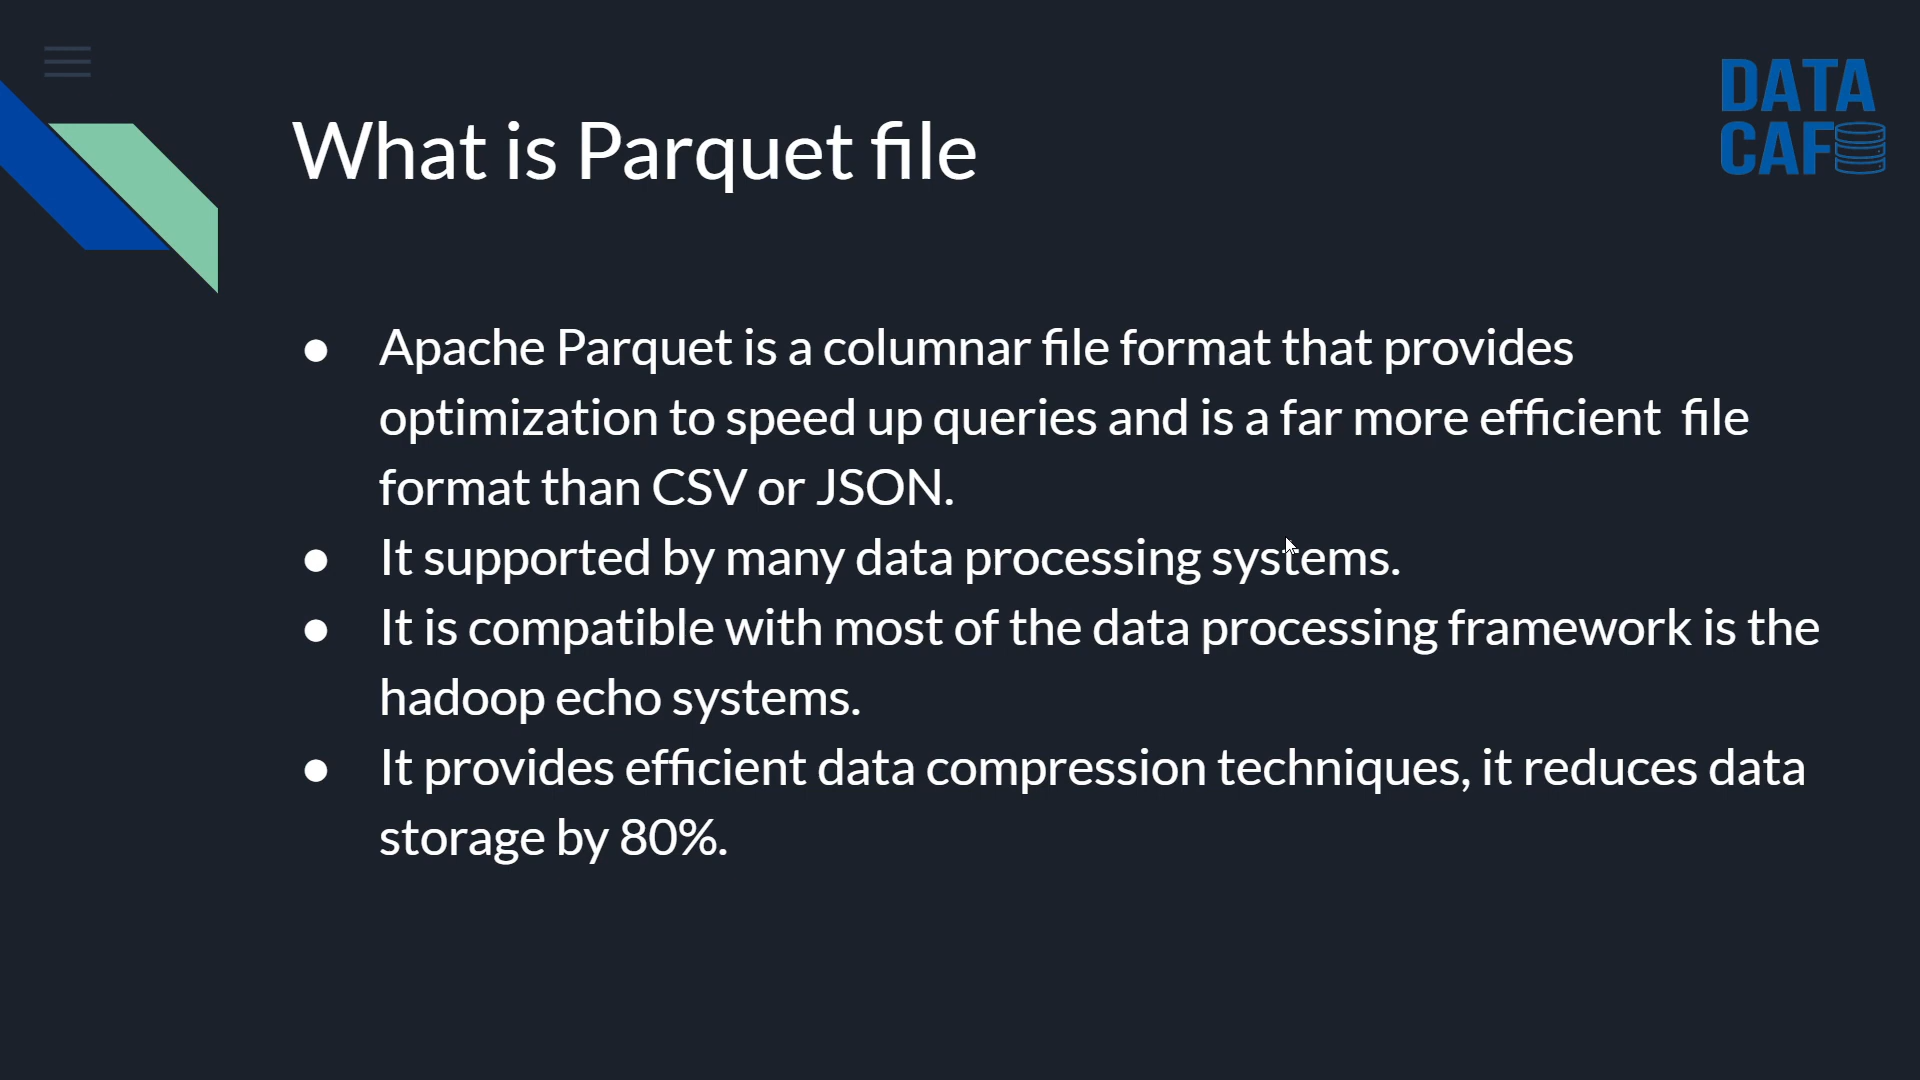 DATA
CAF
What is Parquet file
● Apache Parquet is a columnar file format that provides
optimization to speed up queries and is a far more efficient  file
format than CSV or JSON.
● It supported by many data processing systems.
● It is compatible with most of the data processing framework is the
hadoop echo systems.
● It provides efficient data compression techniques, it reduces data
storage by 80%.